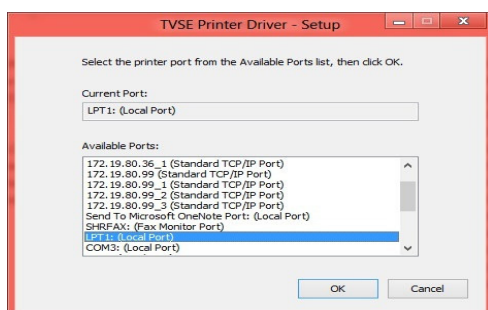 TVSE Printer Driver - Setup
Select the printer port from the Available Ports list, then click OK.
Current Port:
LPT1: (Local Port)
Available Ports:
172.19.80.36_1 (Standard TCP/IP Port)
172.19.80.99 (Standard TCP/IP Port)
172.19.80.99_1 (Standard TCP/IP Port)
172.19.80.99_2 (Standard TCP/IP Port)
172.19.80.99_3 (Standard TCP/IP Port)
Send To Microsoft OneNote Port: (Local Port)
SHRFAX: (Fax Monitor Port)
LPT1: (Local Port)
COM3: (Local Port)
OK Cancel